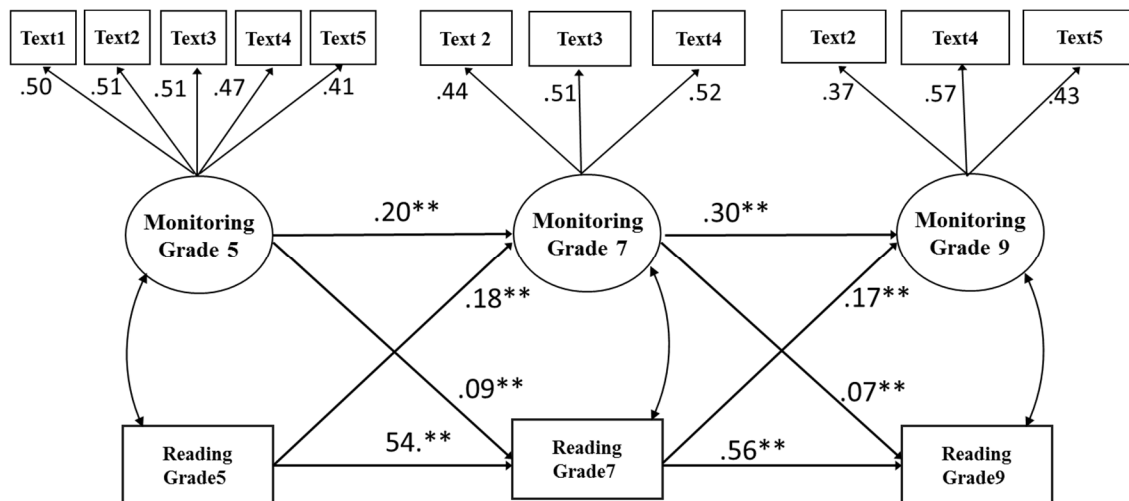 Text1 Text2 Text3 Text4 Text5 Text 2 Text3 Text4 Text2 Text4 Text5
.50 .51 .51 .47 .41 .44 .51 .52 .37 .57 .43
Monitoring Grade 5
.20**
Monitoring Grade 7
.30**
Monitoring Grade 9
.18** .17**
.09** .07**
Reading Grade5
54.**
Reading Grade7
.56**
Reading Grade9